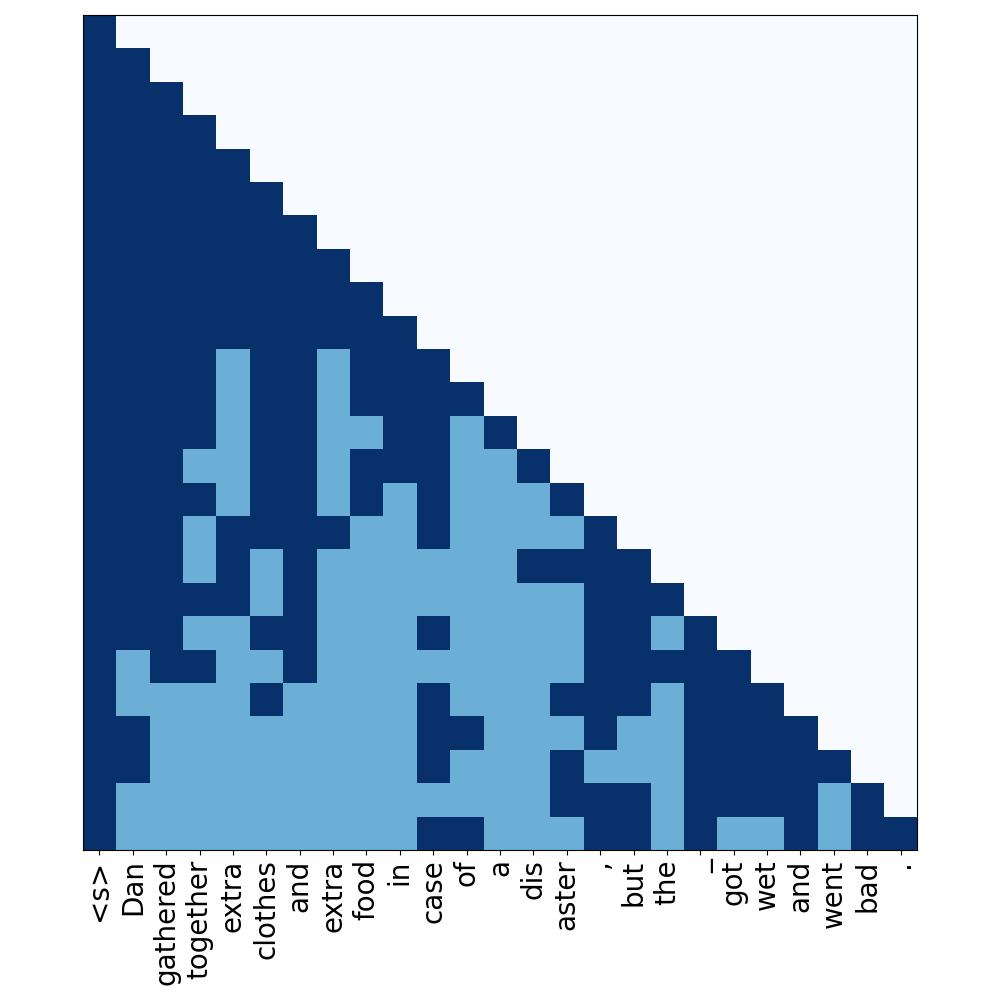 <s> Dan gathered together extra clothes and extra food in case of a dis aster , but the _ got wet and went bad .